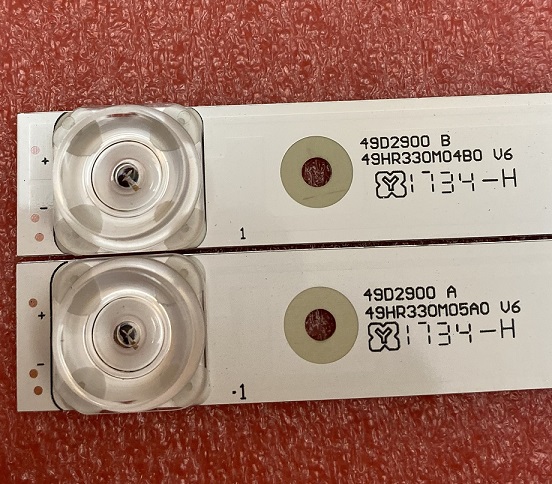 +
-
49D2900 B
49HR330M04B0 V6
Y 1734-H
1
+
-
49D2900 A
49HR330M05A0 V6
Y 1734-H
·1